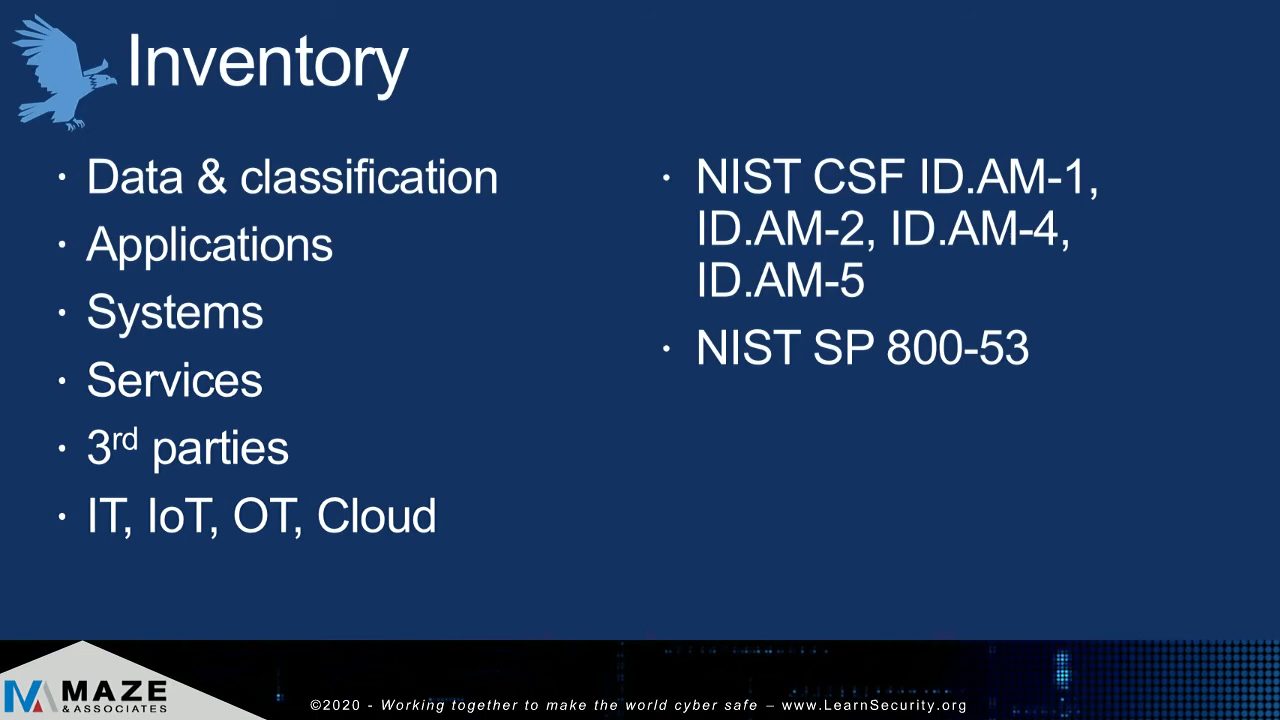 Inventory
· Data & classification
· Applications
· Systems
· Services
· 3rd parties
· IT, IoT, OT, Cloud
· NIST CSF ID.AM-1,
ID.AM-2, ID.AM-4,
ID.AM-5
· NIST SP 800-53
MAZE
& ASSOCIATES
©2020 - Working together to make the world cyber safe – www.LearnSecurity.org